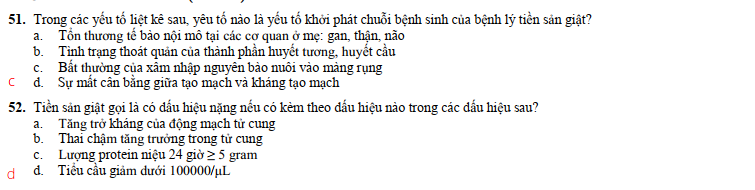 51. Trong các yếu tố liệt kê sau, yêu tố nào là yếu tố khởi phát chuỗi bệnh sinh của bệnh lý tiền sản giật?
a. Tổn thương tế bào nội mô tại các cơ quan ở mẹ: gan, thận, não
b. Tình trạng thoát quản của thành phần huyết tương, huyết cầu
c. Bất thường của xâm nhập nguyên bào nuôi vào màng rụng
c d. Sự mất cân bằng giữa tạo mạch và kháng tạo mạch
52. Tiền sản giật gọi là có dấu hiệu nặng nếu có kèm theo dấu hiệu nào trong các dấu hiệu sau?
a. Tăng trở kháng của động mạch tử cung
b. Thai chậm tăng trưởng trong tử cung
c. Lượng protein niệu 24 giờ ≥ 5 gram
d d. Tiểu cầu giảm dưới 100000/µL